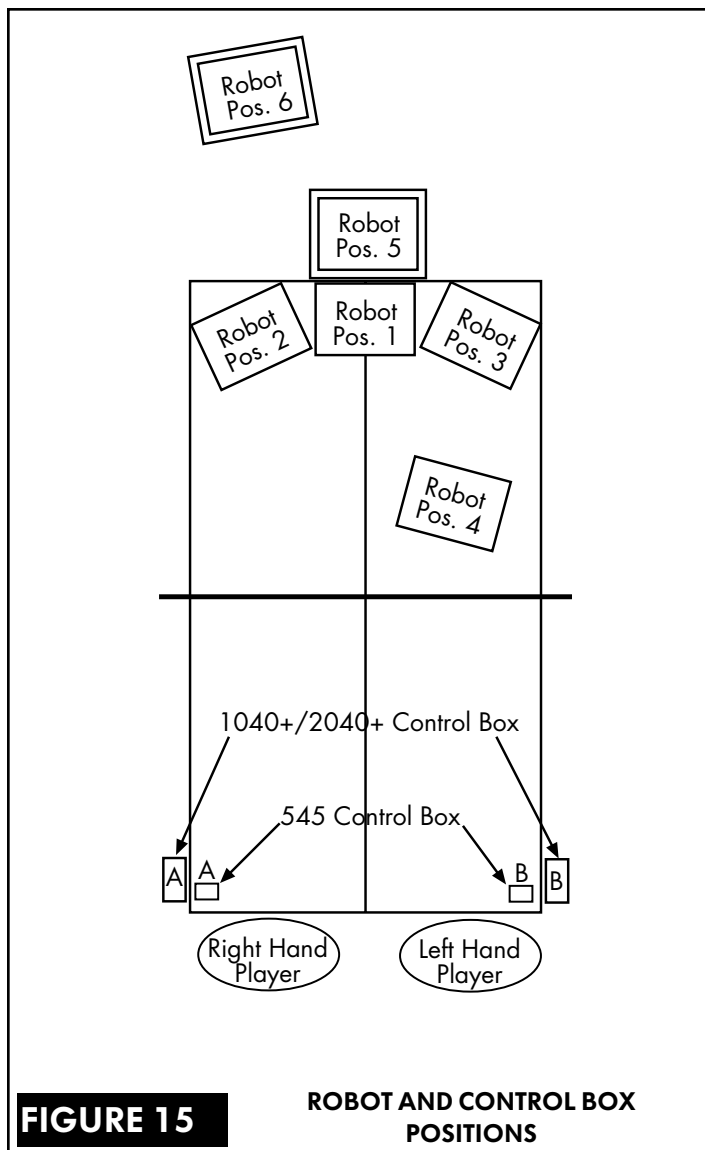 Robot
Pos. 6
Robot
Pos. 5
Robot
Pos. 2
Robot
Pos. 1
Robot
Pos. 3
Robot
Pos. 4
1040+/2040+ Control Box
545 Control Box
A
A
B
B
Right Hand
Player
Left Hand
Player
FIGURE 15
ROBOT AND CONTROL BOX
POSITIONS